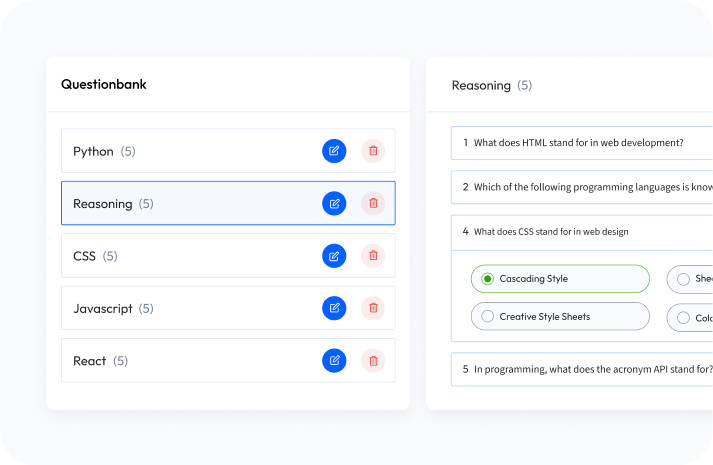 Questionbank
Python (5)
Reasoning (5)
CSS (5)
Javascript (5)
React (5)
Reasoning (5)
1 What does HTML stand for in web development?
2 Which of the following programming languages is know
4 What does CSS stand for in web design
Cascading Style
Shee
Creative Style Sheets
Colo
5 In programming, what does the acronym API stand for?